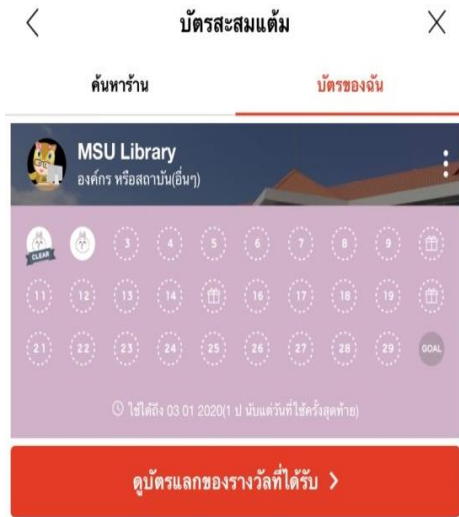 บัตรสะสมแต้ม
ค้นหาร้าน บัตรของฉัน
MSU Library
องค์กร หรือสถาบัน(อื่นๆ)
CLEAR 3 4 5 6 7 8 9
11 12 13 14 16 17 18 19
21 22 23 24 25 26 27 28 29 GOAL
ใช้ได้ถึง 03 01 2020(1 ปี นับแต่วันที่ใช้ครั้งสุดท้าย)
ดูบัตรแลกของรางวัลที่ได้รับ >